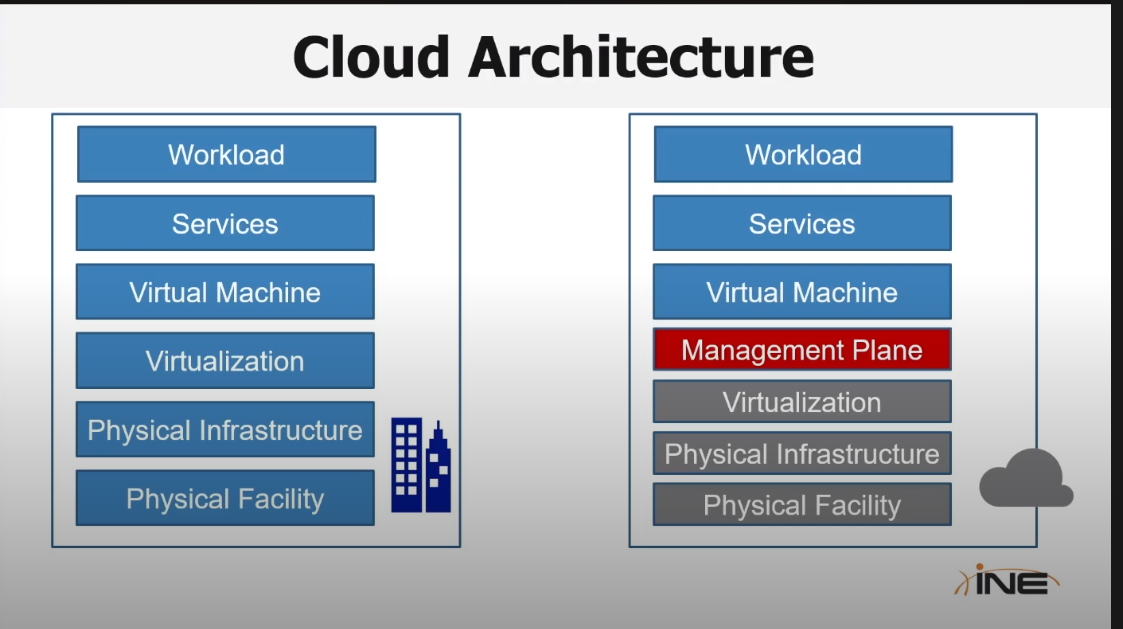 Cloud Architecture
Workload
Services
Virtual Machine
Virtualization
Physical Infrastructure
Physical Facility
Workload
Services
Virtual Machine
Management Plane
Virtualization
Physical Infrastructure
Physical Facility
iNE